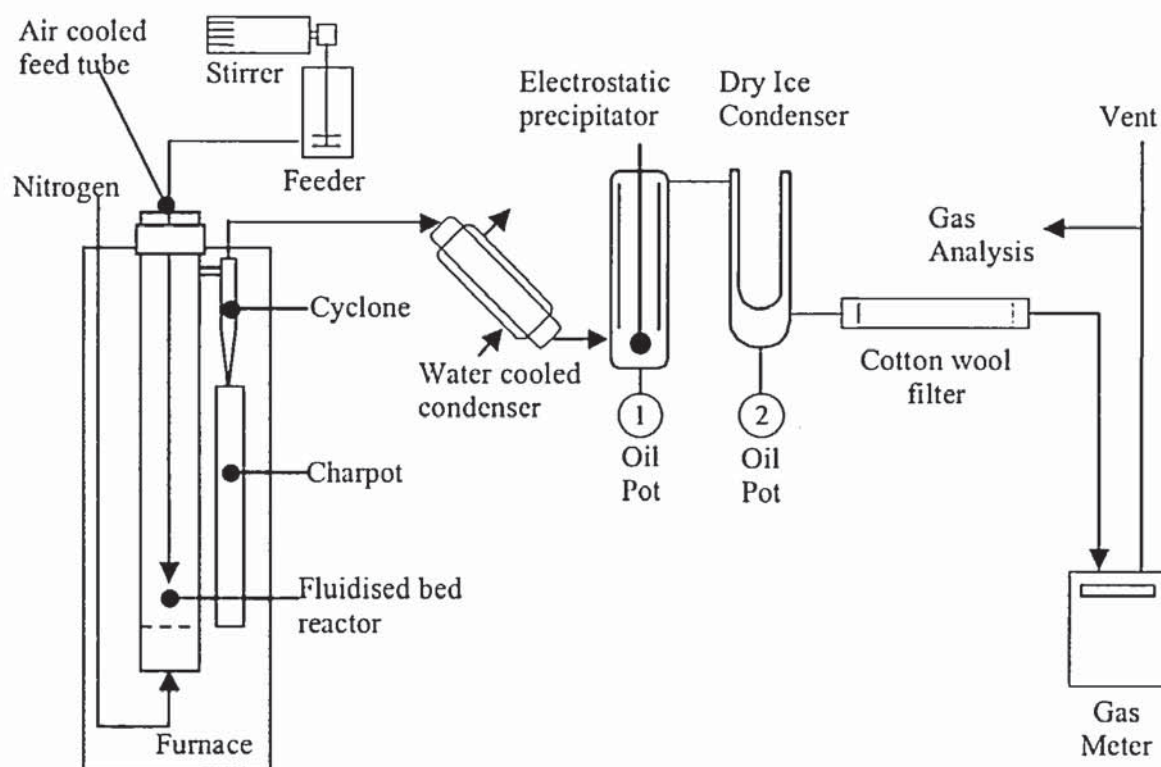 Air cooled
feed tube
Stirrer
Feeder
Nitrogen
Electrostatic
precipitator
Dry Ice
Condenser
Vent
Gas
Analysis
Cyclone
Water cooled
condenser
Cotton wool
filter
1
Oil
Pot
2
Oil
Pot
Charpot
Fluidised bed
reactor
Furnace
Gas
Meter